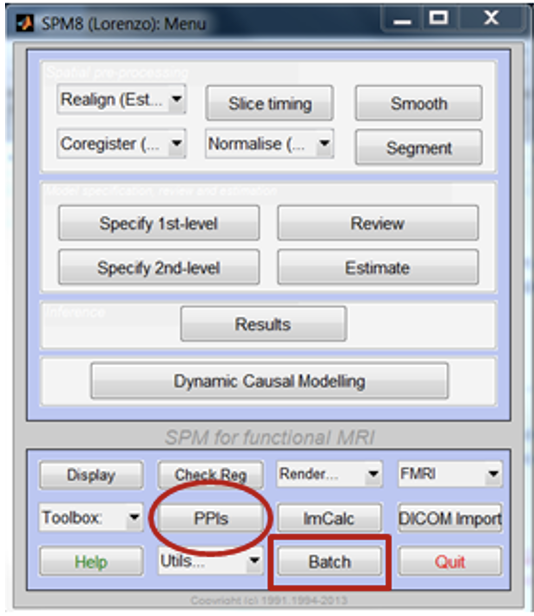 SPM8 (Lorenzo): Menu
Spatial pre-processing
Realign (Est... Slice timing Smooth
Coregister (... Normalise (... Segment
Model specification, review and estimation
Specify 1st-level Review
Specify 2nd-level Estimate
Inference
Results
Dynamic Causal Modelling
SPM for functional MRI
Display Check Reg Render... FMRI
Toolbox: PPIs ImCalc DICOM Import
Help Utils... Batch Quit
Copyright (c) 1991,1994-2013